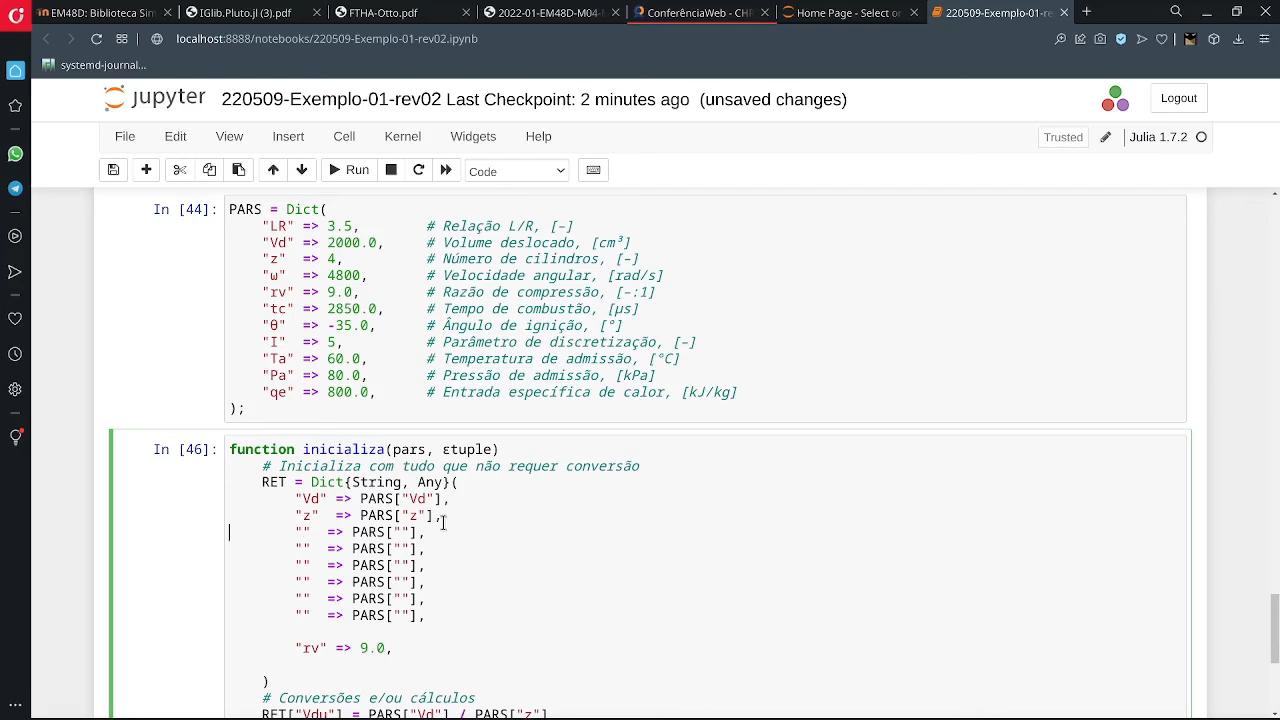 EM48D: Biblioteca Sim
IGlib.Pluto.jl (3).pdf
FTHA-Otto.pdf
2022-01-EM48D-M04-
ConferênciaWeb - CHR
Home Page - Select or
220509-Exemplo-01-re
localhost:8888/notebooks/220509-Exemplo-01-rev02.ipynb
systemd-journal...
jupyter 220509-Exemplo-01-rev02 Last Checkpoint: 2 minutes ago (unsaved changes)
Logout
File Edit View Insert Cell Kernel Widgets Help
Trusted
Julia 1.7.2
Run
Code
In [44]: PARS = Dict(
"LR" => 3.5, # Relação L/R, [–]
"Vd" => 2000.0, # Volume deslocado, [cm³]
"z" => 4, # Número de cilindros, [–]
"ω" => 4800, # Velocidade angular, [rad/s]
"rv" => 9.0, # Razão de compressão, [–:1]
"tc" => 2850.0, # Tempo de combustão, [μs]
"θ" => -35.0, # Ângulo de ignição, [°]
"I" => 5, # Parâmetro de discretização, [–]
"Ta" => 60.0, # Temperatura de admissão, [°C]
"Pa" => 80.0, # Pressão de admissão, [kPa]
"qe" => 800.0, # Entrada específica de calor, [kJ/kg]
);
In [46]: function inicializa(pars, εtuple)
# Inicializa com tudo que não requer conversão
RET = Dict{String, Any}(
"Vd" => PARS["Vd"],
"z" => PARS["z"],
"" => PARS[""],
"" => PARS[""],
"" => PARS[""],
"" => PARS[""],
"" => PARS[""],
"" => PARS[""],
"rv" => 9.0,
)
# Conversões e/ou cálculos
RET["Vdu"] = PARS["Vd"] / PARS["z"]